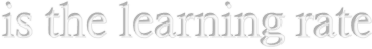 is the learning rate